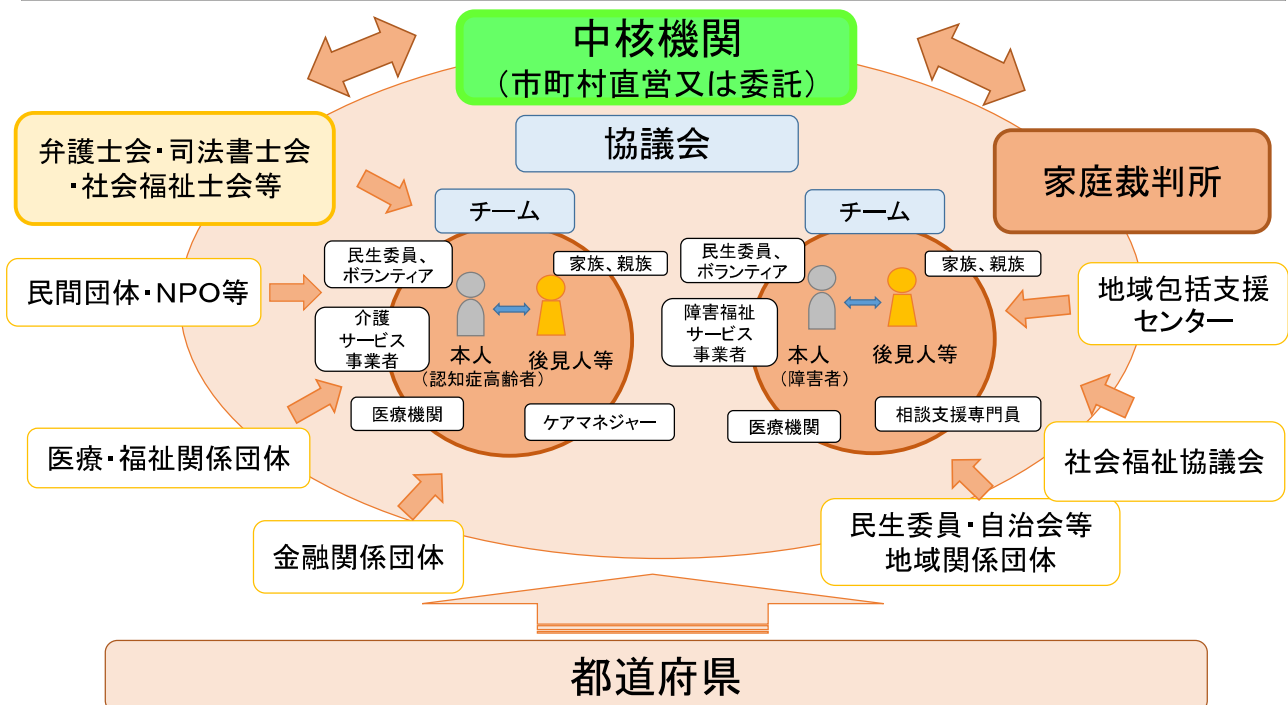 中核機関
（市町村直営又は委託）
協議会
弁護士会・司法書士会
・社会福祉士会等
家庭裁判所
チーム
民生委員、
ボランティア
家族、親族
介護
サービス
事業者
本人
（認知症高齢者）
後見人等
医療機関
ケアマネジャー
チーム
民生委員、
ボランティア
家族、親族
障害福祉
サービス
事業者
本人
（障害者）
後見人等
医療機関
相談支援専門員
民間団体・NPO等
地域包括支援
センター
医療・福祉関係団体
社会福祉協議会
金融関係団体
民生委員・自治会等
地域関係団体
都道府県